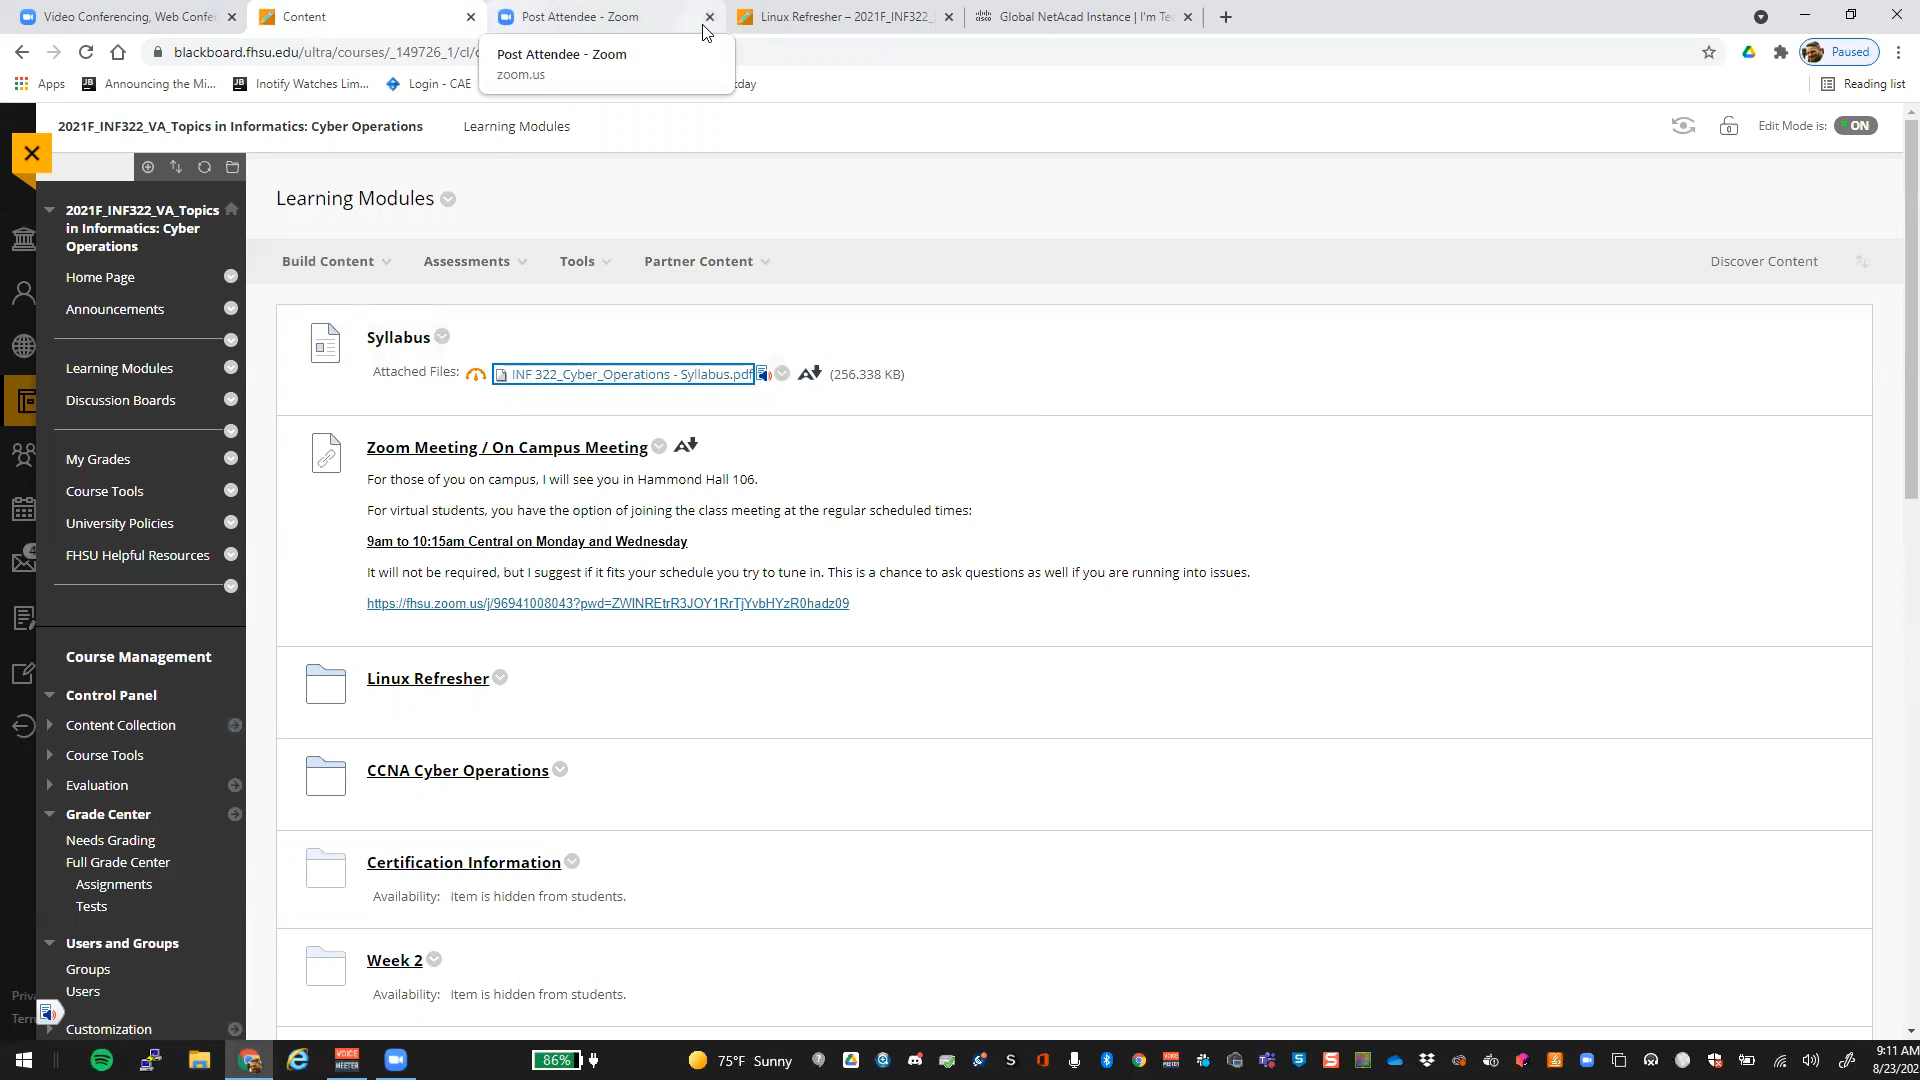 Video Conferencing, Web Confe
Content
Post Attendee - Zoom
Linux Refresher – 2021F_INF322_
Global NetAcad Instance | I'm Te
blackboard.fhsu.edu/ultra/courses/_149726_1/cl/
Paused
Post Attendee - Zoom
zoom.us
Apps
Announcing the Mi...
Inotify Watches Lim...
Login - CAE
kday
Reading list
2021F_INF322_VA_Topics in Informatics: Cyber Operations
Learning Modules
Edit Mode is:
ON
2021F_INF322_VA_Topics
in Informatics: Cyber
Operations
Home Page
Announcements
Learning Modules
Discussion Boards
My Grades
Course Tools
University Policies
FHSU Helpful Resources
Course Management
Control Panel
Content Collection
Course Tools
Evaluation
Grade Center
Needs Grading
Full Grade Center
Assignments
Tests
Users and Groups
Groups
Users
Customization
4
Priva
Term
Learning Modules
Build Content
Assessments
Tools
Partner Content
Discover Content
Syllabus
Attached Files:
INF 322_Cyber_Operations - Syllabus.pdf
(256.338 KB)
Zoom Meeting / On Campus Meeting
For those of you on campus, I will see you in Hammond Hall 106.
For virtual students, you have the option of joining the class meeting at the regular scheduled times:
9am to 10:15am Central on Monday and Wednesday
It will not be required, but I suggest if it fits your schedule you try to tune in. This is a chance to ask questions as well if you are running into issues.
https://fhsu.zoom.us/j/96941008043?pwd=ZWlNREtrR3JOY1RrTjYvbHYzR0hadz09
Linux Refresher
CCNA Cyber Operations
Certification Information
Availability: Item is hidden from students.
Week 2
Availability: Item is hidden from students.
VOICE
MEETER
86%
75°F Sunny
9:11 AM
8/23/202